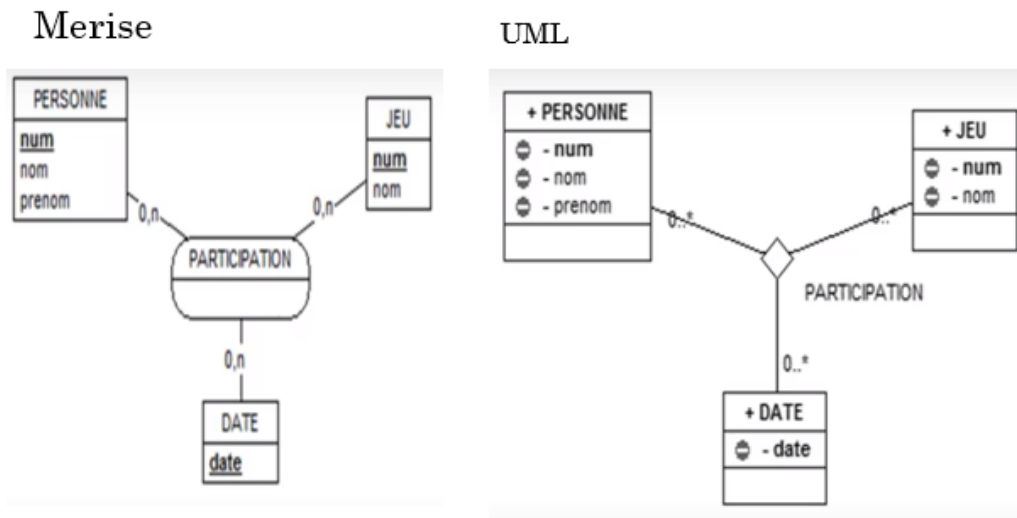 Merise
PERSONNE
num
nom
prenom
JEU
num
nom
0,n
0,n
PARTICIPATION
0,n
DATE
date
UML
+ PERSONNE
- num
- nom
- prenom
+ JEU
- num
- nom
0..*
0..*
PARTICIPATION
0..*
+ DATE
- date